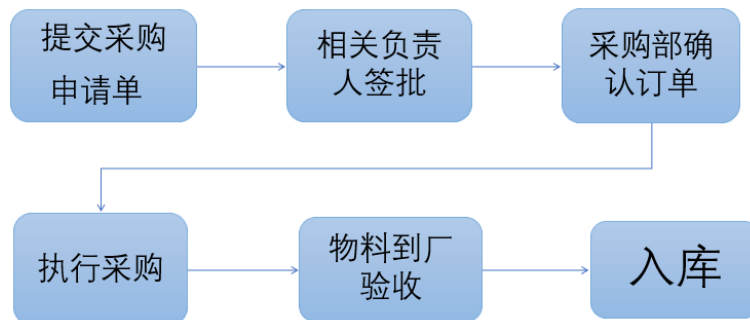 提交采购
申请单
相关负责
人签批
采购部确
认订单
执行采购
物料到厂
验收
入库